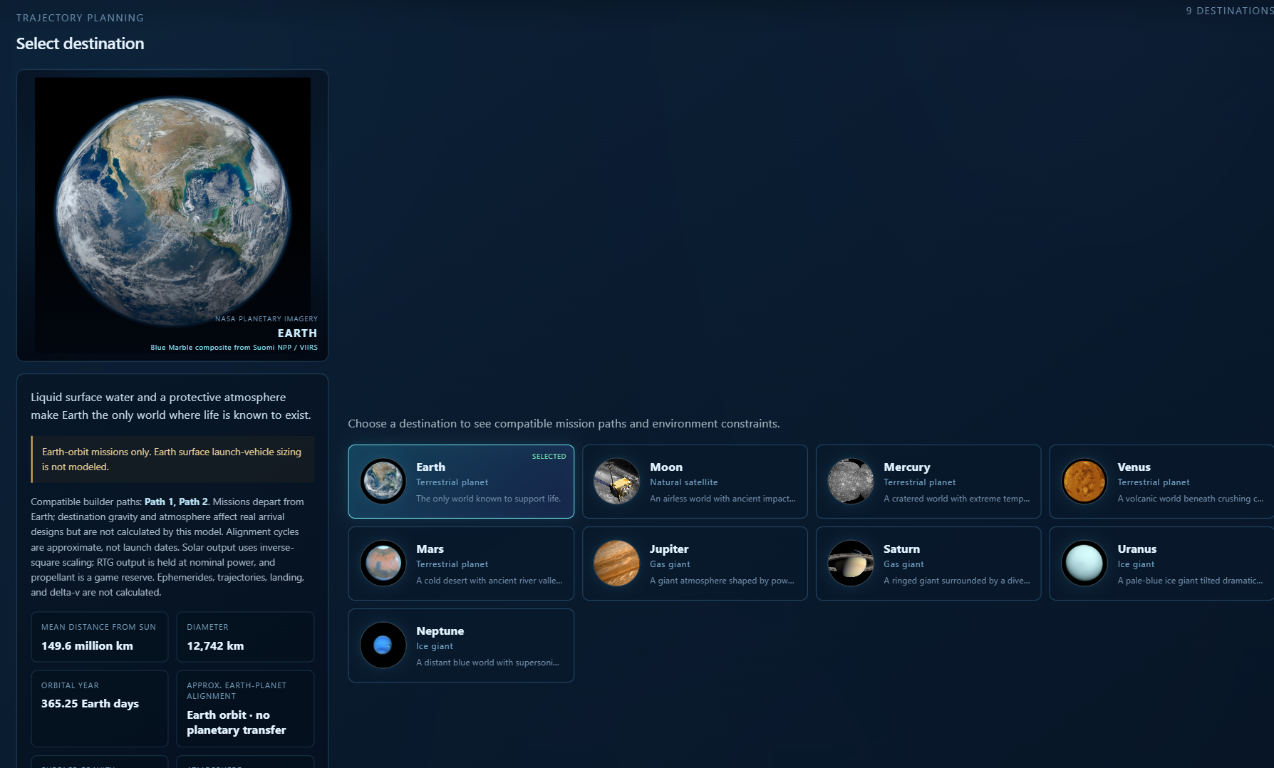 TRAJECTORY PLANNING
9 DESTINATIONS
Select destination
NASA PLANETARY IMAGERY
EARTH
Blue Marble composite from Suomi NPP / VIIRS
Liquid surface water and a protective atmosphere
make Earth the only world where life is known to exist.
Earth-orbit missions only. Earth surface launch-vehicle sizing
is not modeled.
Compatible builder paths: Path 1, Path 2. Missions depart from
Earth; destination gravity and atmosphere affect real arrival
designs but are not calculated by this model. Alignment cycles
are approximate, not launch dates. Solar output uses inverse-
square scaling; RTG output is held at nominal power, and
propellant is a game reserve. Ephemerides, trajectories, landing,
and delta-v are not calculated.
MEAN DISTANCE FROM SUN
149.6 million km
DIAMETER
12,742 km
ORBITAL YEAR
365.25 Earth days
APPROX. EARTH-PLANET
ALIGNMENT
Earth orbit · no
planetary transfer
Choose a destination to see compatible mission paths and environment constraints.
SELECTED
Earth
Terrestrial planet
The only world known to support life.
Moon
Natural satellite
An airless world with ancient impact...
Mercury
Terrestrial planet
A cratered world with extreme temp...
Venus
Terrestrial planet
A volcanic world beneath crushing c...
Mars
Terrestrial planet
A cold desert with ancient river valle...
Jupiter
Gas giant
A giant atmosphere shaped by pow...
Saturn
Gas giant
A ringed giant surrounded by a dive...
Uranus
Ice giant
A pale-blue ice giant tilted dramatic...
Neptune
Ice giant
A distant blue world with supersoni...